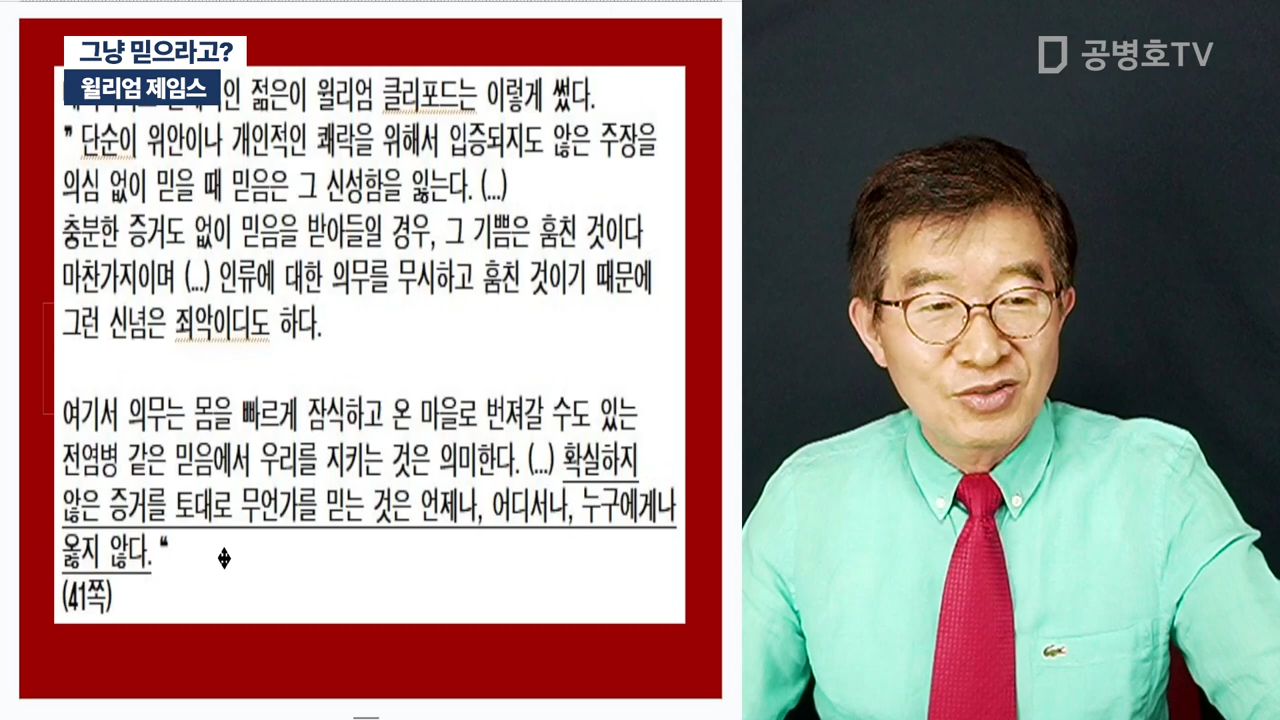 그냥 믿으라고?
윌리엄 제임스
인 젊은이 윌리엄 클리포드는 이렇게 썼다.
❞ 단순이 위안이나 개인적인 쾌락을 위해서 입증되지도 않은 주장을
의심 없이 믿을 때 믿음은 그 신성함을 잃는다. (...)
충분한 증거도 없이 믿음을 받아들일 경우, 그 기쁨은 훔친 것이다
마찬가지이며 (...) 인류에 대한 의무를 무시하고 훔친 것이기 때문에
그런 신념은 죄악이디도 하다.
여기서 의무는 몸을 빠르게 잠식하고 온 마을로 번져갈 수도 있는
전염병 같은 믿음에서 우리를 지키는 것은 의미한다. (...) 확실하지
않은 증거를 토대로 무언가를 믿는 것은 언제나, 어디서나, 누구에게나
옳지 않다. ❝
(41쪽)
공병호TV